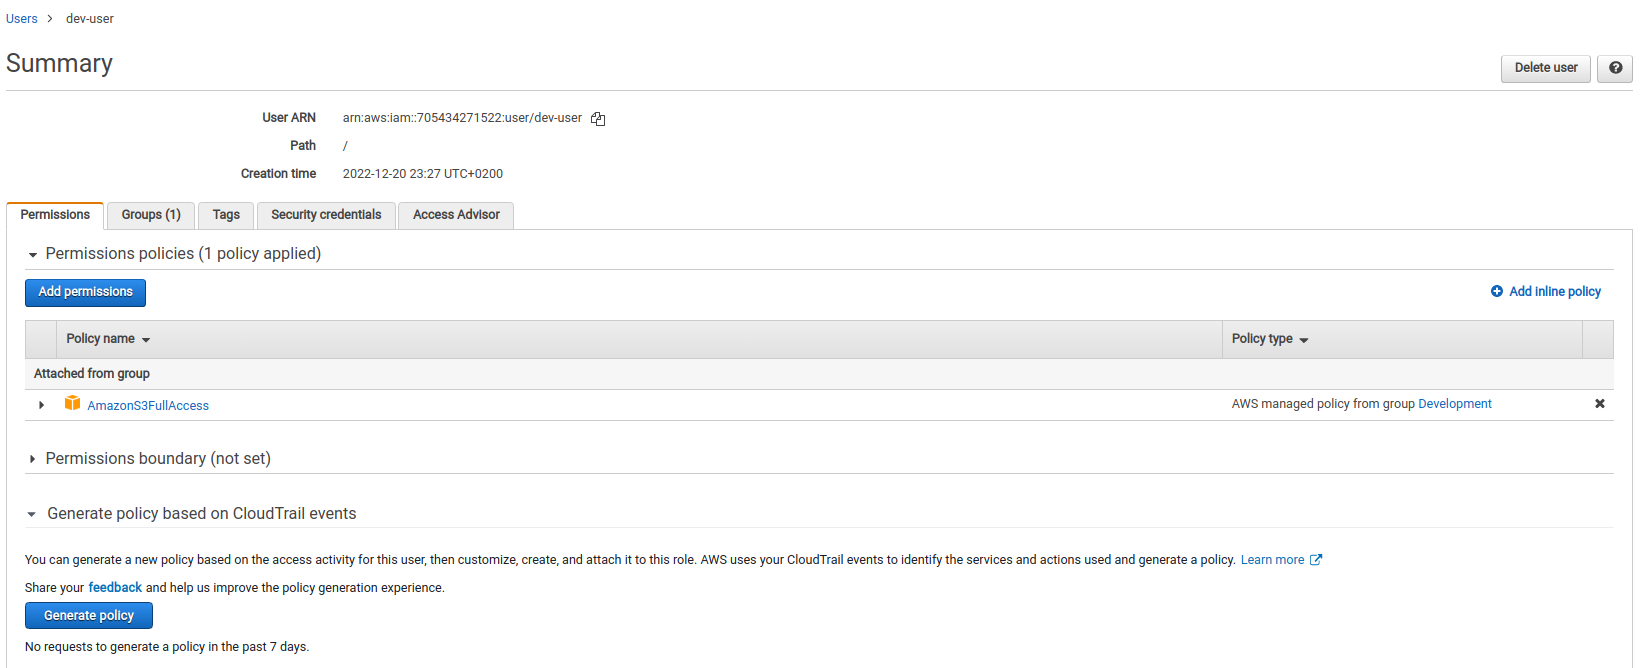 Users > dev-user
Summary
Delete user
User ARN arn:aws:iam::705434271522:user/dev-user
Path /
Creation time 2022-12-20 23:27 UTC+0200
Permissions Groups (1) Tags Security credentials Access Advisor
Permissions policies (1 policy applied)
Add permissions Add inline policy
Policy name Policy type
Attached from group
AmazonS3FullAccess AWS managed policy from group Development
Permissions boundary (not set)
Generate policy based on CloudTrail events
You can generate a new policy based on the access activity for this user, then customize, create, and attach it to this role. AWS uses your CloudTrail events to identify the services and actions used and generate a policy. Learn more
Share your feedback and help us improve the policy generation experience.
Generate policy
No requests to generate a policy in the past 7 days.